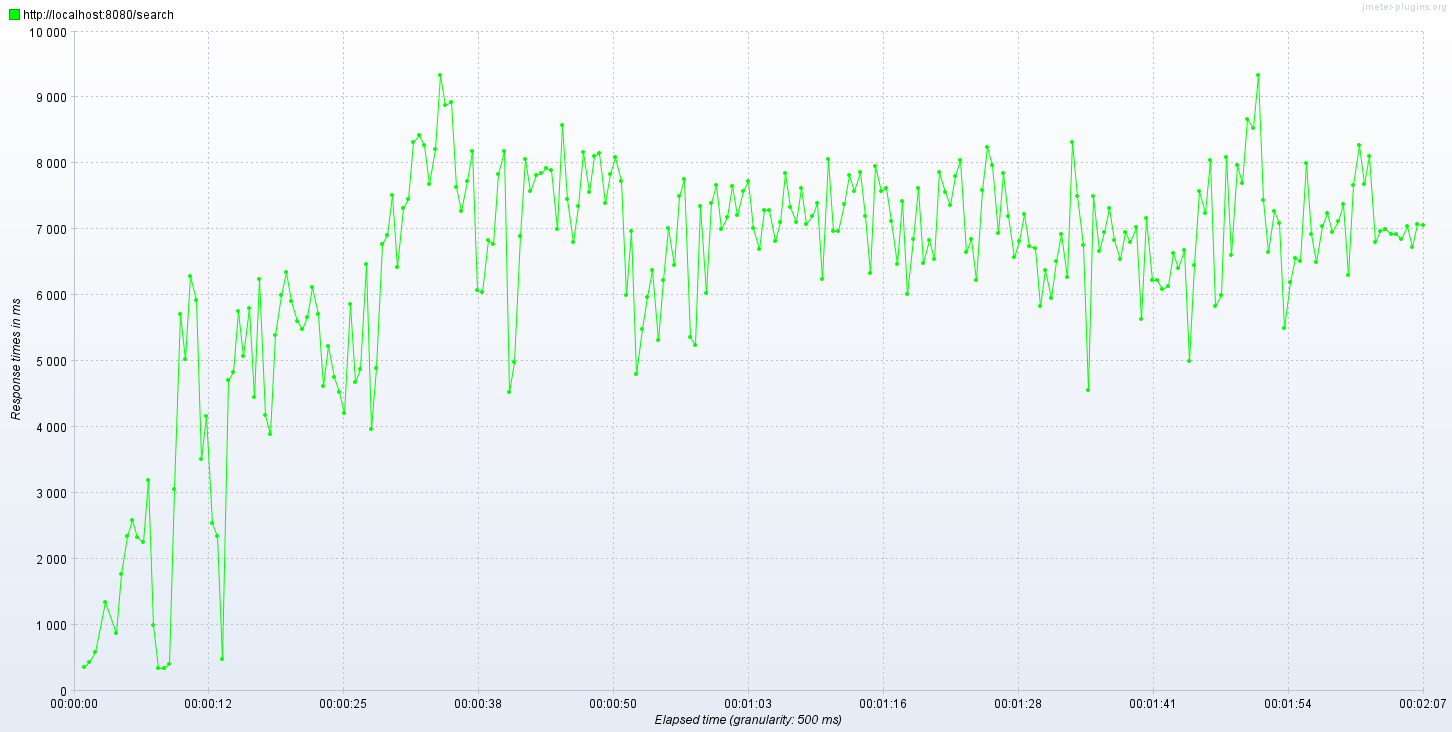 http://localhost:8080/search
jmeter-plugins.org
10 000
9 000
8 000
7 000
6 000
5 000
4 000
3 000
2 000
1 000
0
Response times in ms
00:00:00 00:00:12 00:00:25 00:00:38 00:00:50 00:01:03 00:01:16 00:01:28 00:01:41 00:01:54 00:02:07
Elapsed time (granularity: 500 ms)